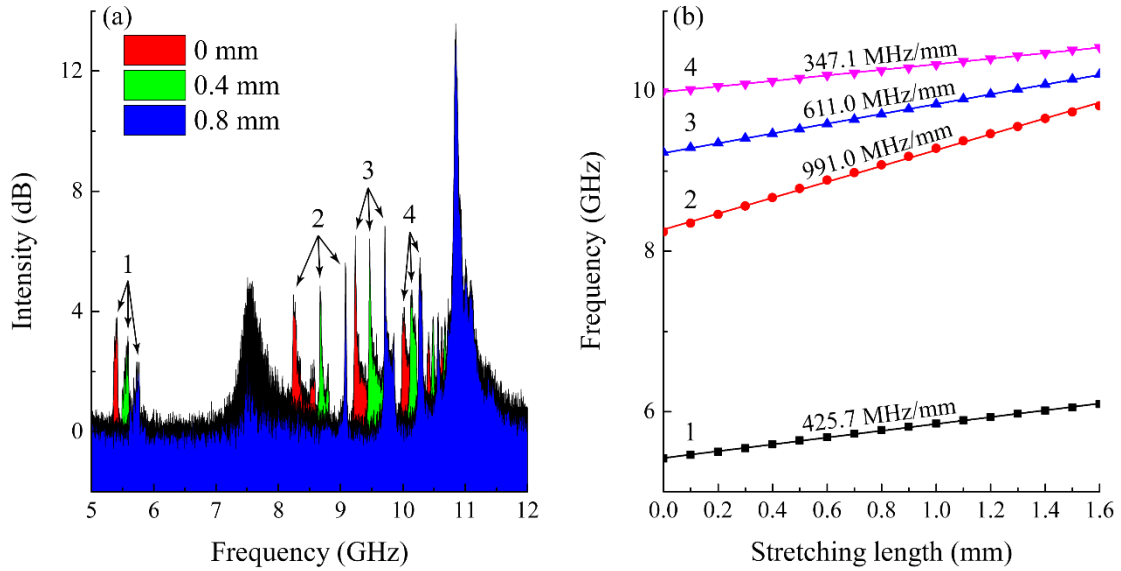 (a)
0 mm
0.4 mm
0.8 mm
1
2
3
4
Intensity (dB)
12
8
4
0
5 6 7 8 9 10 11 12
Frequency (GHz)
(b)
4
347.1 MHz/mm
3
611.0 MHz/mm
2
991.0 MHz/mm
1
425.7 MHz/mm
Frequency (GHz)
10
8
6
0.0 0.2 0.4 0.6 0.8 1.0 1.2 1.4 1.6
Stretching length (mm)